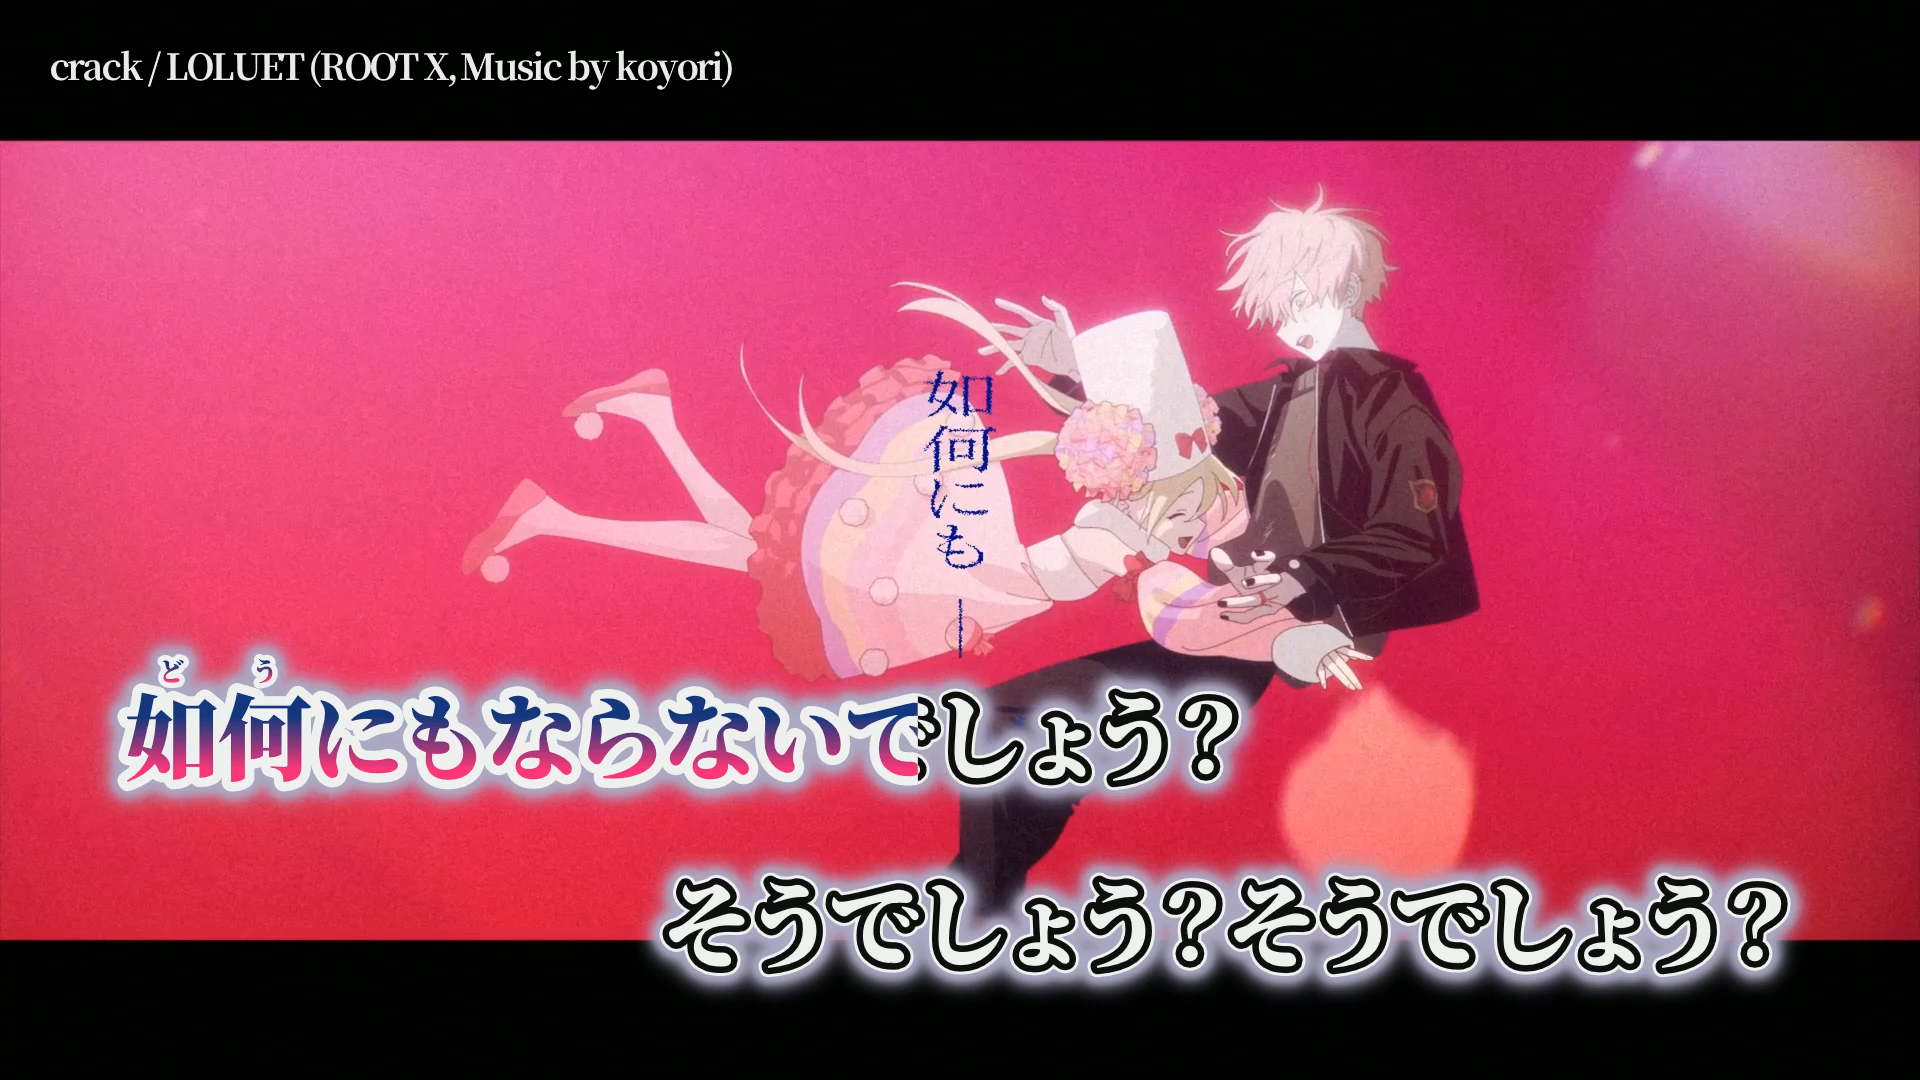 crack / LOLUET (ROOT X, Music by koyori)
如何にも―
どう
如何にもならないでしょう？
そうでしょう？そうでしょう？